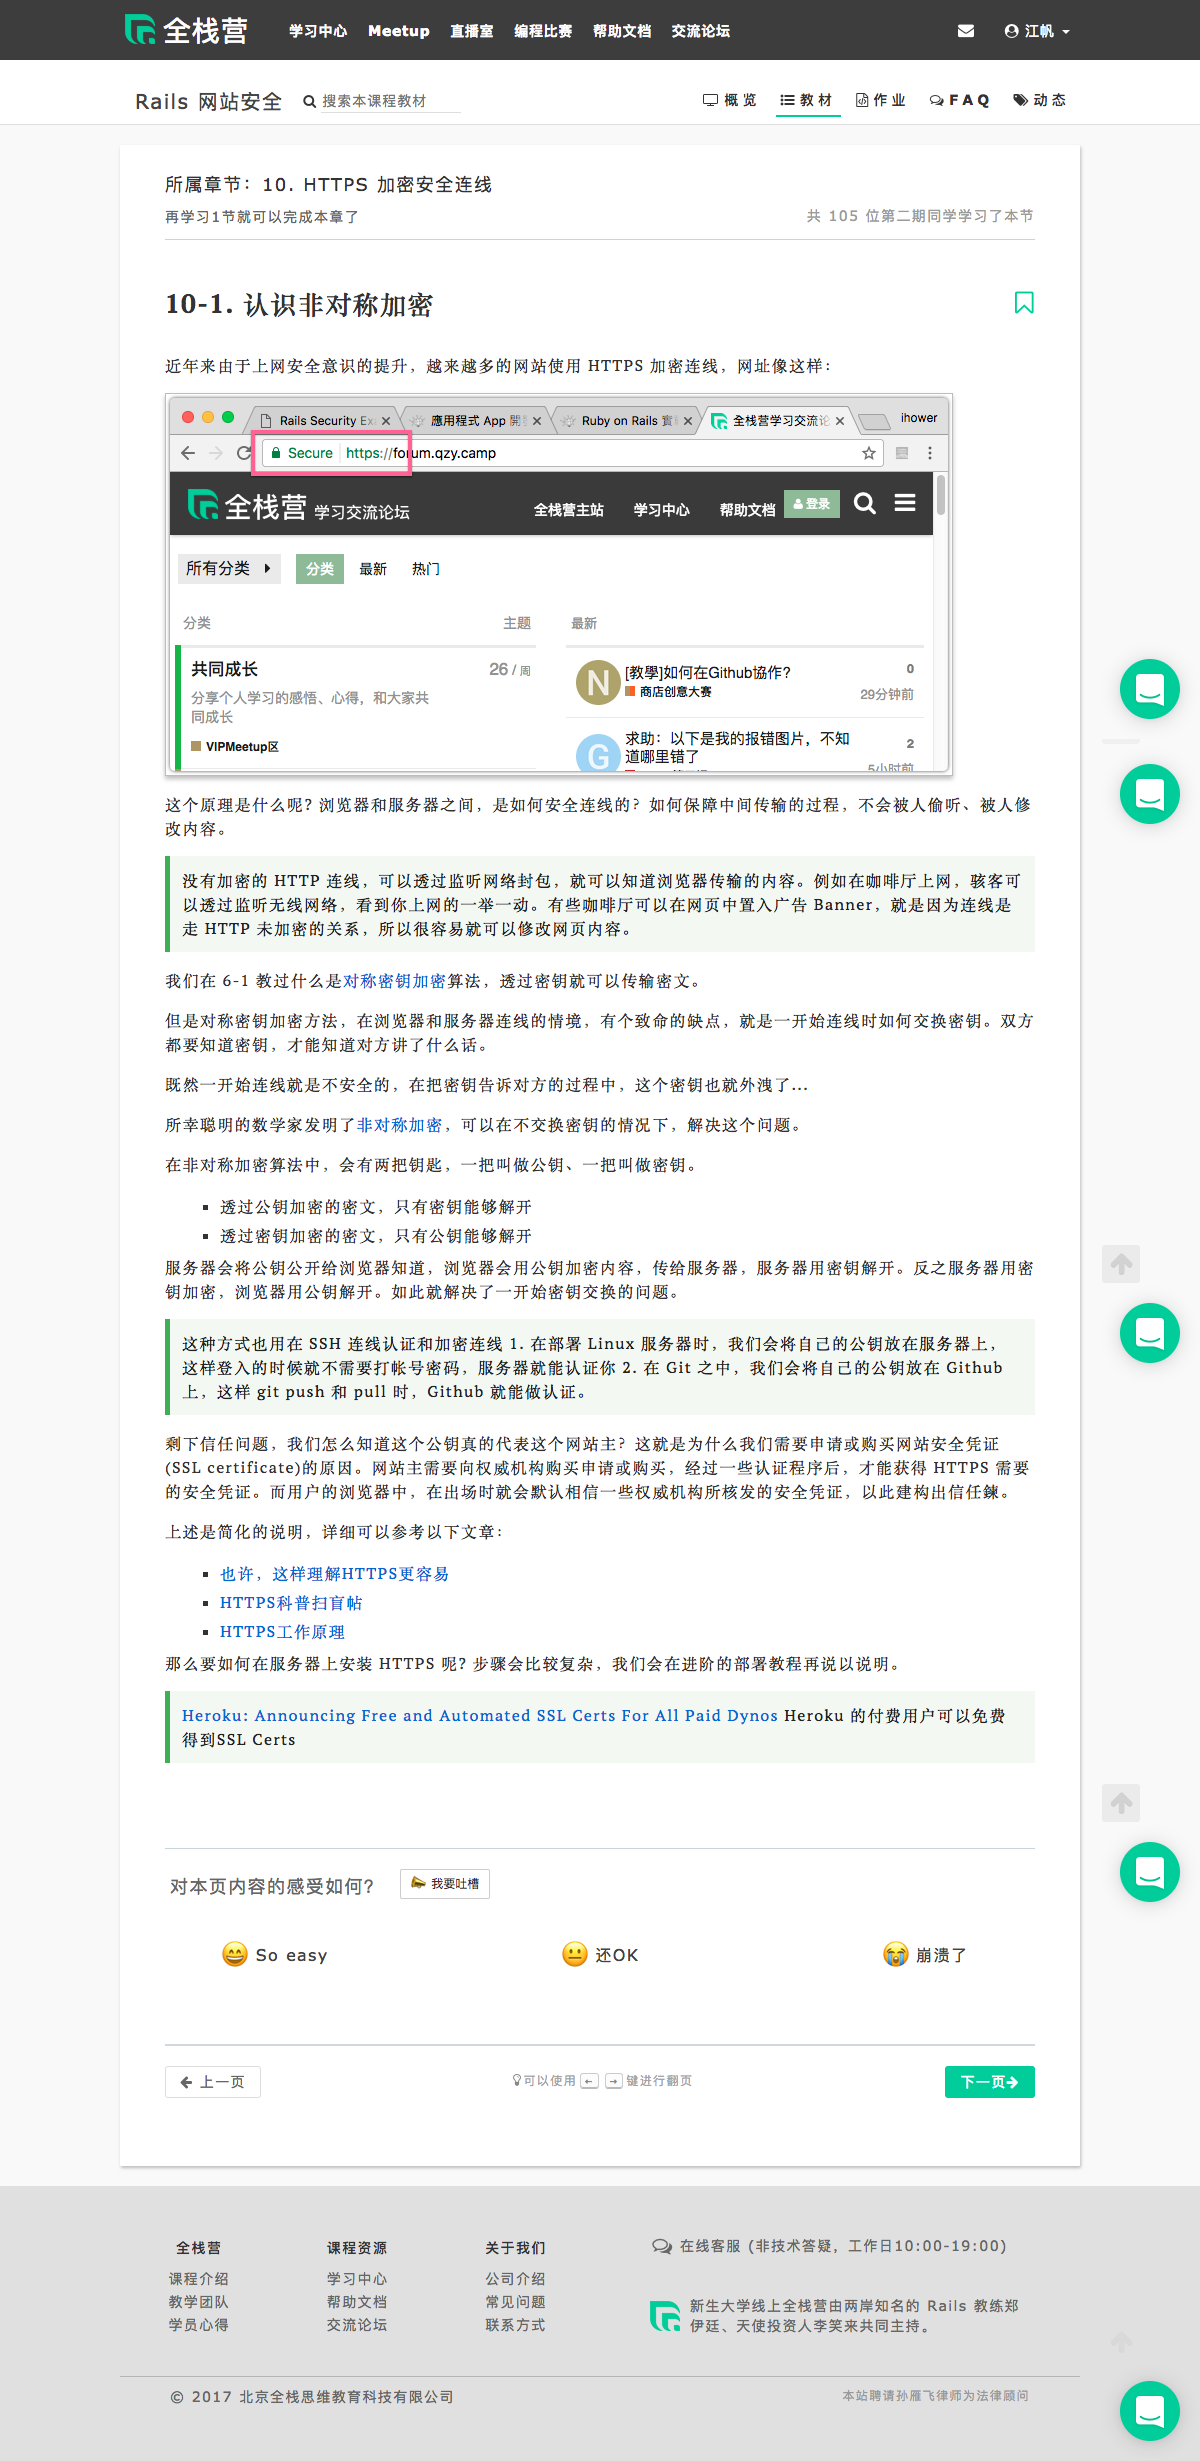 全栈营 学习中心 Meetup 直播室 编程比赛 帮助文档 交流论坛 江帆
Rails 网站安全 搜索本课程教材 概览 教材 作业 FAQ 动态
所属章节：10. HTTPS 加密安全连线
再学习1节就可以完成本章了 共 105 位第二期同学学习了本节
10-1. 认识非对称加密
近年来由于上网安全意识的提升，越来越多的网站使用 HTTPS 加密连线，网址像这样：
Rails Security Ex 應用程式 App 開 Ruby on Rails 實 全栈营学习交流论 ihower
Secure https://forum.qzy.camp
全栈营 学习交流论坛 全栈营主站 学习中心 帮助文档 登录
所有分类 分类 最新 热门
分类 主题 最新
共同成长 26 / 周
分享个人学习的感悟、心得，和大家共
同成长
VIPMeetup区
N [教學]如何在Github協作? 0
商店创意大赛 29分钟前
G 求助：以下是我的报错图片，不知 2
道哪里错了
5小时前
这个原理是什么呢? 浏览器和服务器之间，是如何安全连线的？如何保障中间传输的过程，不会被人偷听、被人修
改内容。
没有加密的 HTTP 连线，可以透过监听网络封包，就可以知道浏览器传输的内容。例如在咖啡厅上网，骇客可
以透过监听无线网络，看到你上网的一举一动。有些咖啡厅可以在网页中置入广告 Banner，就是因为连线是
走 HTTP 未加密的关系，所以很容易就可以修改网页内容。
我们在 6-1 教过什么是对称密钥加密算法，透过密钥就可以传输密文。
但是对称密钥加密方法，在浏览器和服务器连线的情境，有个致命的缺点，就是一开始连线时如何交换密钥。双方
都要知道密钥，才能知道对方讲了什么话。
既然一开始连线就是不安全的，在把密钥告诉对方的过程中，这个密钥也就外洩了...
所幸聪明的数学家发明了非对称加密，可以在不交换密钥的情况下，解决这个问题。
在非对称加密算法中，会有两把钥匙，一把叫做公钥、一把叫做密钥。
透过公钥加密的密文，只有密钥能够解开
透过密钥加密的密文，只有公钥能够解开
服务器会将公钥公开给浏览器知道，浏览器会用公钥加密内容，传给服务器，服务器用密钥解开。反之服务器用密
钥加密，浏览器用公钥解开。如此就解决了一开始密钥交换的问题。
这种方式也用在 SSH 连线认证和加密连线 1. 在部署 Linux 服务器时，我们会将自己的公钥放在服务器上，
这样登入的时候就不需要打帐号密码，服务器就能认证你 2. 在 Git 之中，我们会将自己的公钥放在 Github
上，这样 git push 和 pull 时，Github 就能做认证。
剩下信任问题，我们怎么知道这个公钥真的代表这个网站主？这就是为什么我们需要申请或购买网站安全凭证
(SSL certificate)的原因。网站主需要向权威机构购买申请或购买，经过一些认证程序后，才能获得 HTTPS 需要
的安全凭证。而用户的浏览器中，在出场时就会默认相信一些权威机构所核发的安全凭证，以此建构出信任鍊。
上述是简化的说明，详细可以参考以下文章：
也许，这样理解HTTPS更容易
HTTPS科普扫盲帖
HTTPS工作原理
那么要如何在服务器上安装 HTTPS 呢? 步骤会比较复杂，我们会在进阶的部署教程再说以说明。
Heroku: Announcing Free and Automated SSL Certs For All Paid Dynos Heroku 的付费用户可以免费
得到SSL Certs
对本页内容的感受如何? 我要吐槽
So easy 还OK 崩溃了
上一页 可以使用 ← → 键进行翻页 下一页
全栈营 课程资源 关于我们 在线客服 (非技术答疑，工作日10:00-19:00)
课程介绍 学习中心 公司介绍
教学团队 帮助文档 常见问题
学员心得 交流论坛 联系方式
新生大学线上全栈营由两岸知名的 Rails 教练郑
伊廷、天使投资人李笑来共同主持。
© 2017 北京全栈思维教育科技有限公司 本站聘请孙雁飞律师为法律顾问